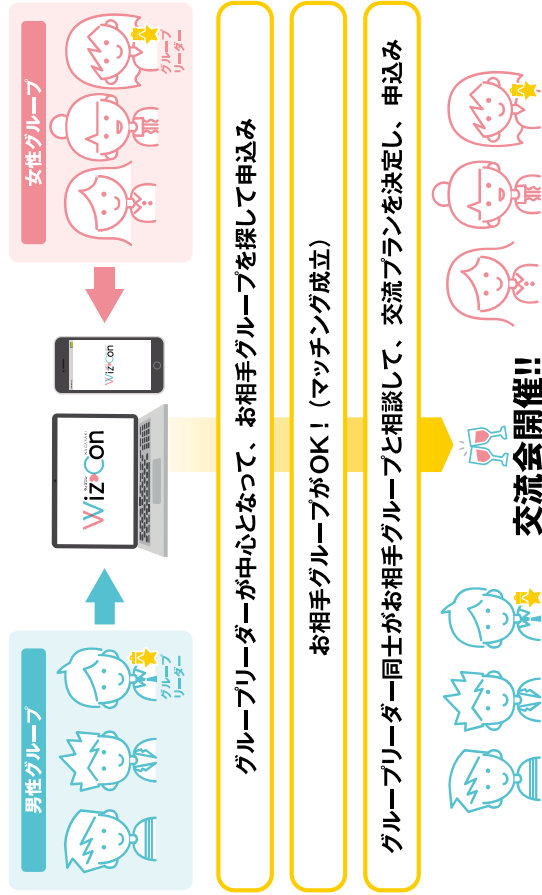 男性グループ
グループ
リーダー
Wiz Con
Wiz Con
女性グループ
グループ
リーダー
グループリーダーが中心となって、お相手グループを探して申込み
お相手グループがOK!(マッチング成立)
グループリーダー同士がお相手グループと相談して、交流プランを決定し、申込み
交流会開催!!